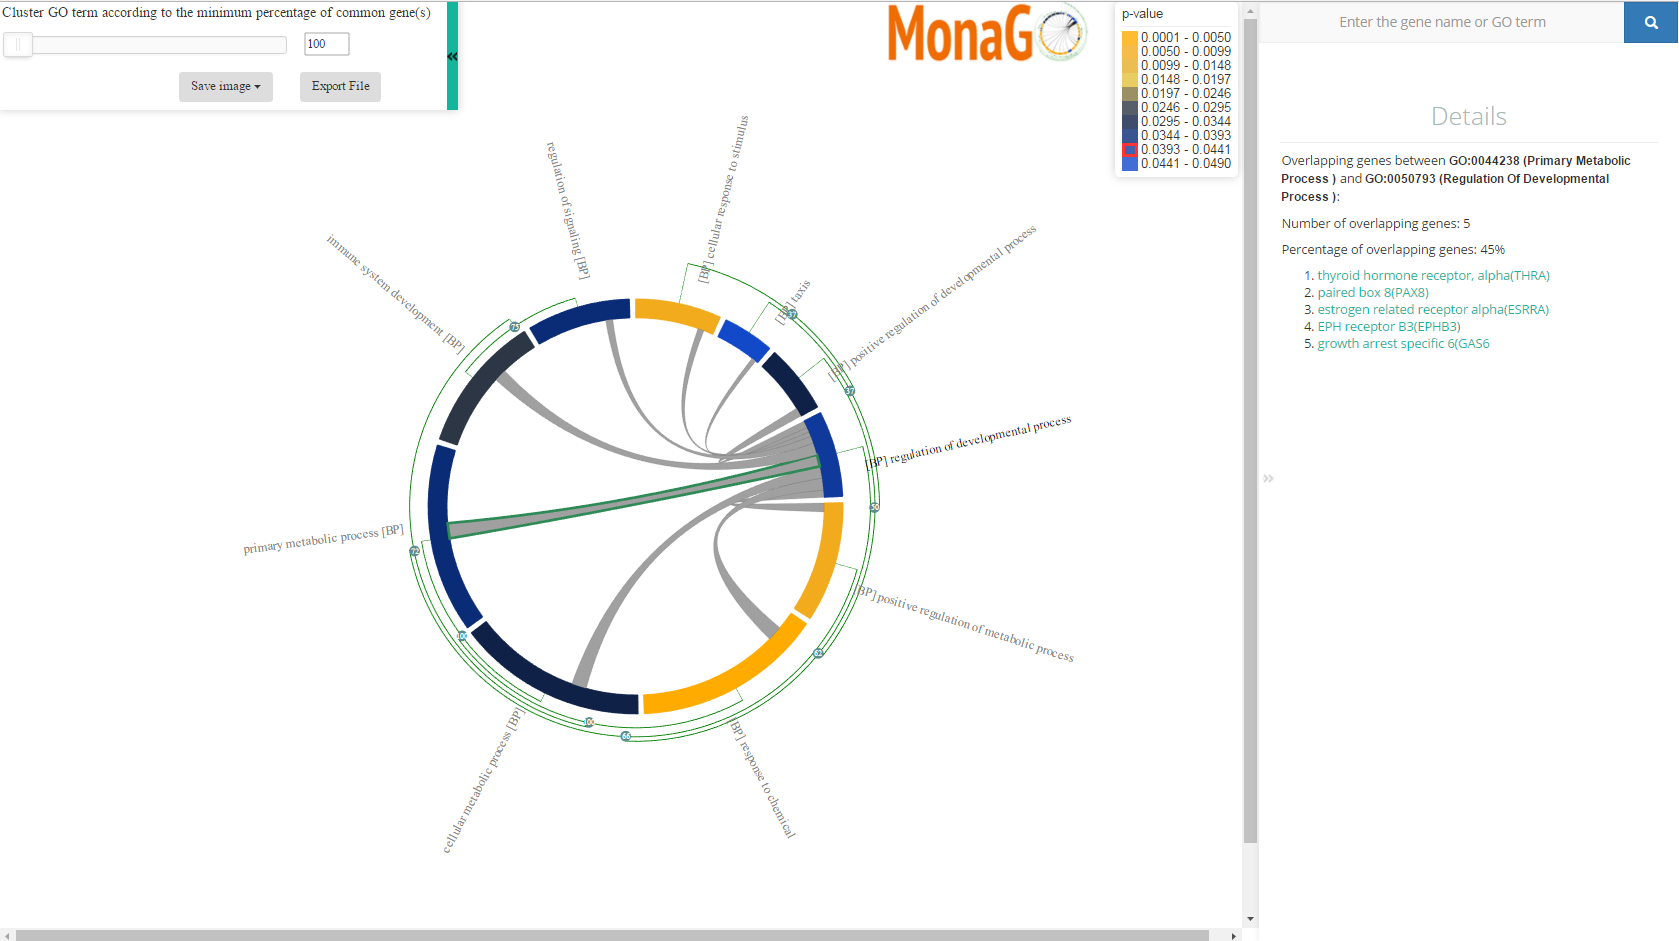 Cluster GO term according to the minimum percentage of common gene(s)
100
«
Save image
Export File
MonaG
p-value
0.0001 - 0.0050
0.0050 - 0.0099
0.0099 - 0.0148
0.0148 - 0.0197
0.0197 - 0.0246
0.0246 - 0.0295
0.0295 - 0.0344
0.0344 - 0.0393
0.0393 - 0.0441
0.0441 - 0.0490
regulation of signaling [BP]
[BP] cellular response to stimulus
immune system development [BP]
[BP] taxis
[BP] positive regulation of developmental process
[BP] regulation of developmental process
primary metabolic process [BP]
[BP] positive regulation of metabolic process
cellular metabolic process [BP]
[BP] response to chemical
75
37
72
100
62
100
66
Enter the gene name or GO term
Details
Overlapping genes between GO:0044238 (Primary Metabolic
Process ) and GO:0050793 (Regulation Of Developmental
Process ):
Number of overlapping genes: 5
Percentage of overlapping genes: 45%
1. thyroid hormone receptor, alpha(THRA)
2. paired box 8(PAX8)
3. estrogen related receptor alpha(ESRRA)
4. EPH receptor B3(EPHB3)
5. growth arrest specific 6(GAS6
»